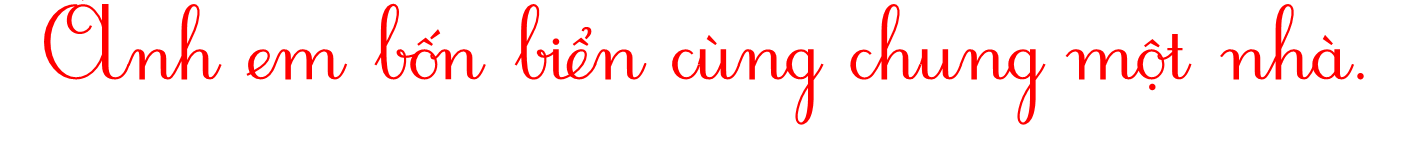 Anh em bốn biển cùng chung một nhà.